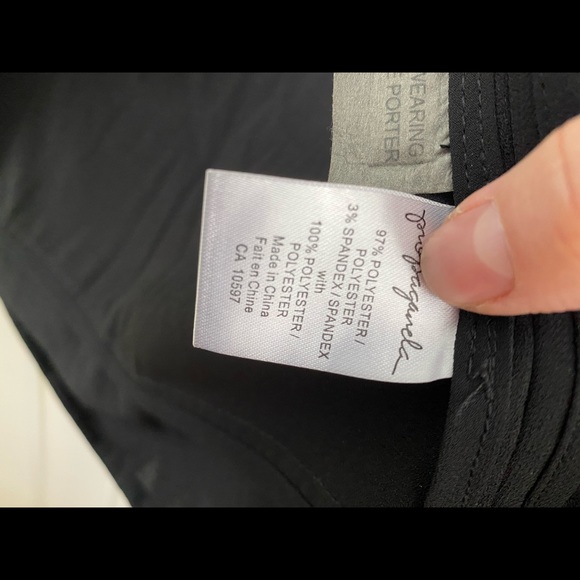 WEARING
PORTER
propaganda
97% POLYESTER /
POLYESTER
3% SPANDEX / SPANDEX
with
100% POLYESTER /
POLYESTER
Made in China
Fait en Chine
CA 10597